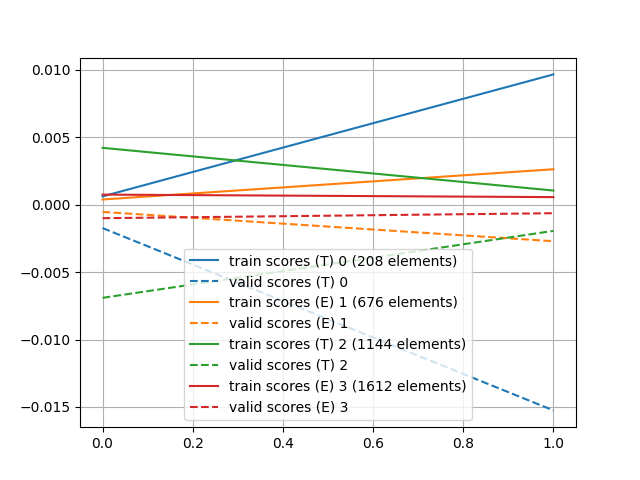 0.010
0.005
0.000
−0.005
−0.010
−0.015
0.0 0.2 0.4 0.6 0.8 1.0
train scores (T) 0 (208 elements)
valid scores (T) 0
train scores (E) 1 (676 elements)
valid scores (E) 1
train scores (T) 2 (1144 elements)
valid scores (T) 2
train scores (E) 3 (1612 elements)
valid scores (E) 3